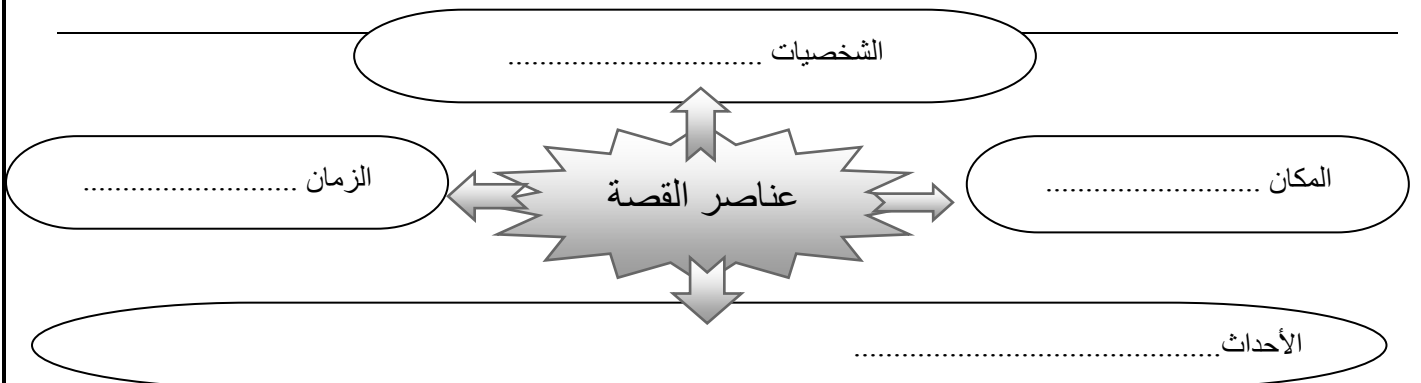 الشخصيات ................................
المكان ...........................
الزمان ...........................
عناصر القصة
الأحداث...............................................